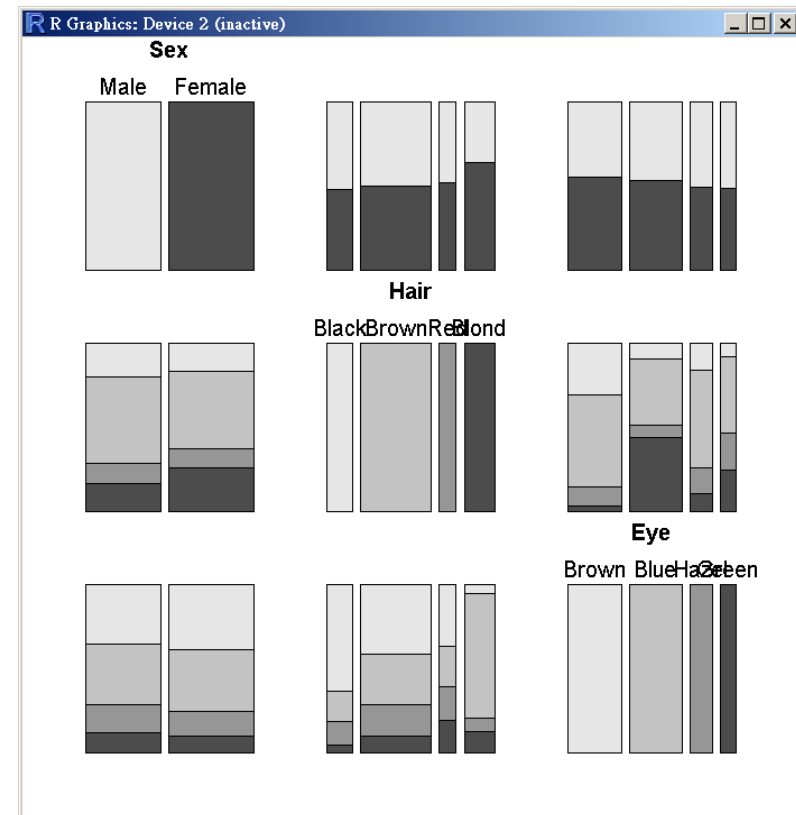 R Graphics: Device 2 (inactive)
Sex
Male Female
Hair
Black Brown Red Blond
Eye
Brown Blue Hazel Green